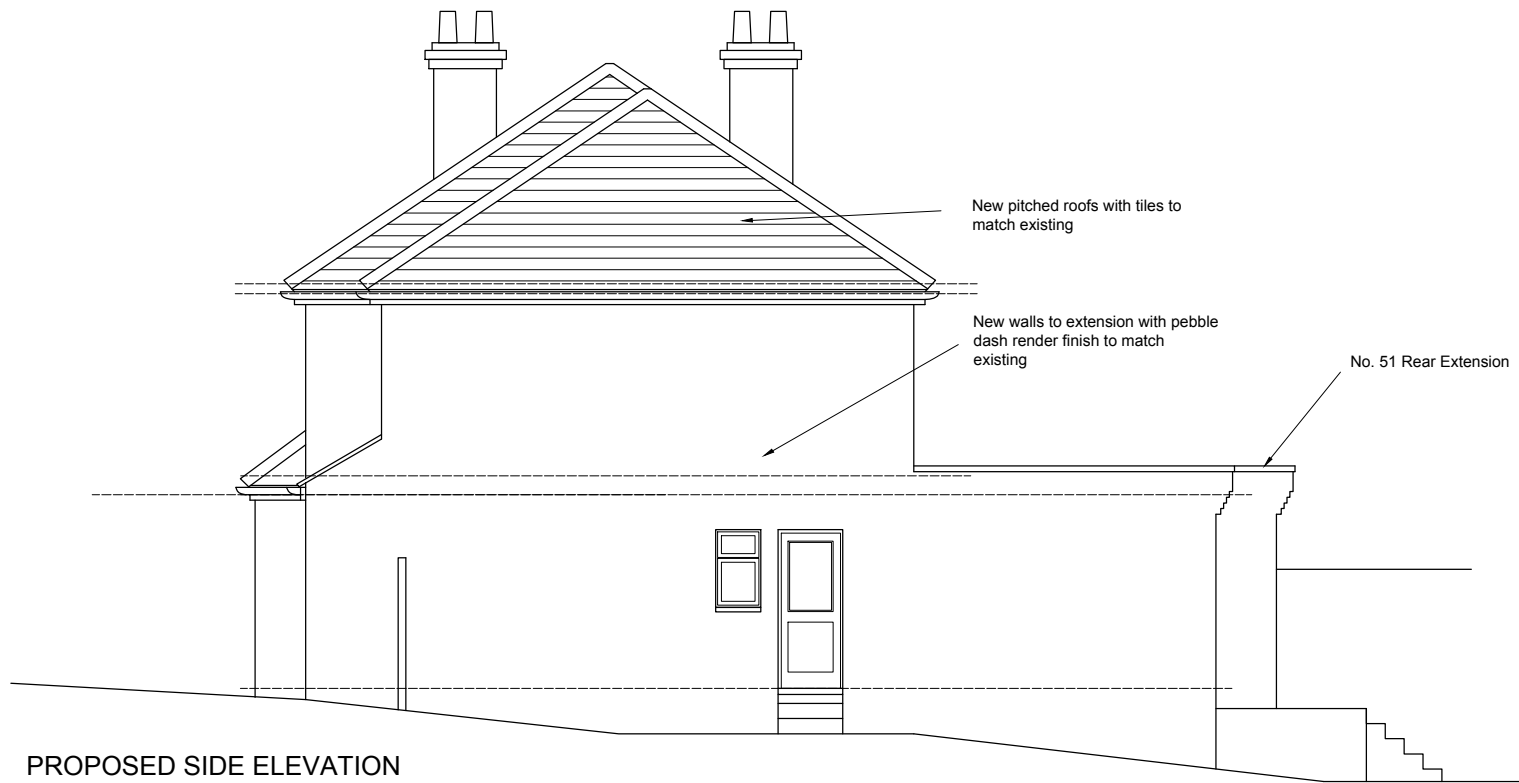 New pitched roofs with tiles to
match existing
New walls to extension with pebble
dash render finish to match
existing
No. 51 Rear Extension
PROPOSED SIDE ELEVATION